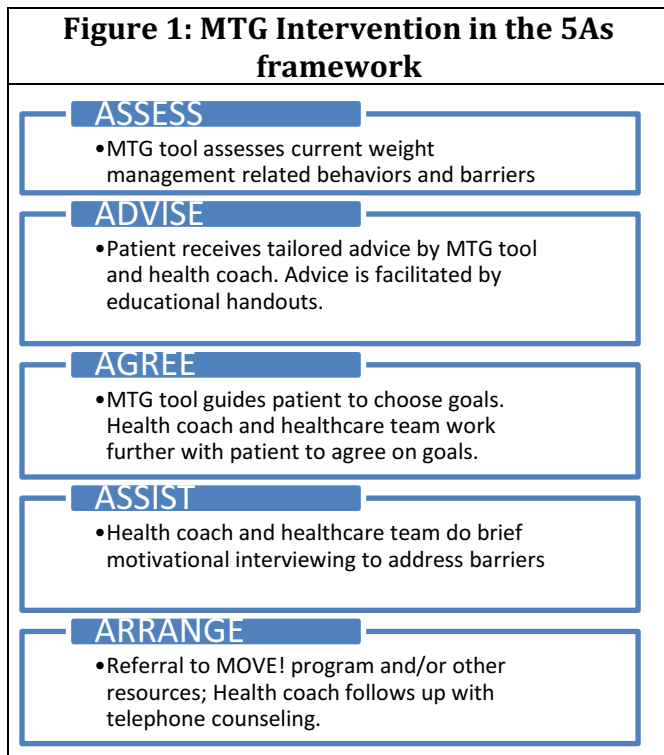 Figure 1: MTG Intervention in the 5As
framework
ASSESS
•MTG tool assesses current weight
management related behaviors and barriers
ADVISE
•Patient receives tailored advice by MTG tool
and health coach. Advice is facilitated by
educational handouts.
AGREE
•MTG tool guides patient to choose goals.
Health coach and healthcare team work
further with patient to agree on goals.
ASSIST
•Health coach and healthcare team do brief
motivational interviewing to address barriers
ARRANGE
•Referral to MOVE! program and/or other
resources; Health coach follows up with
telephone counseling.